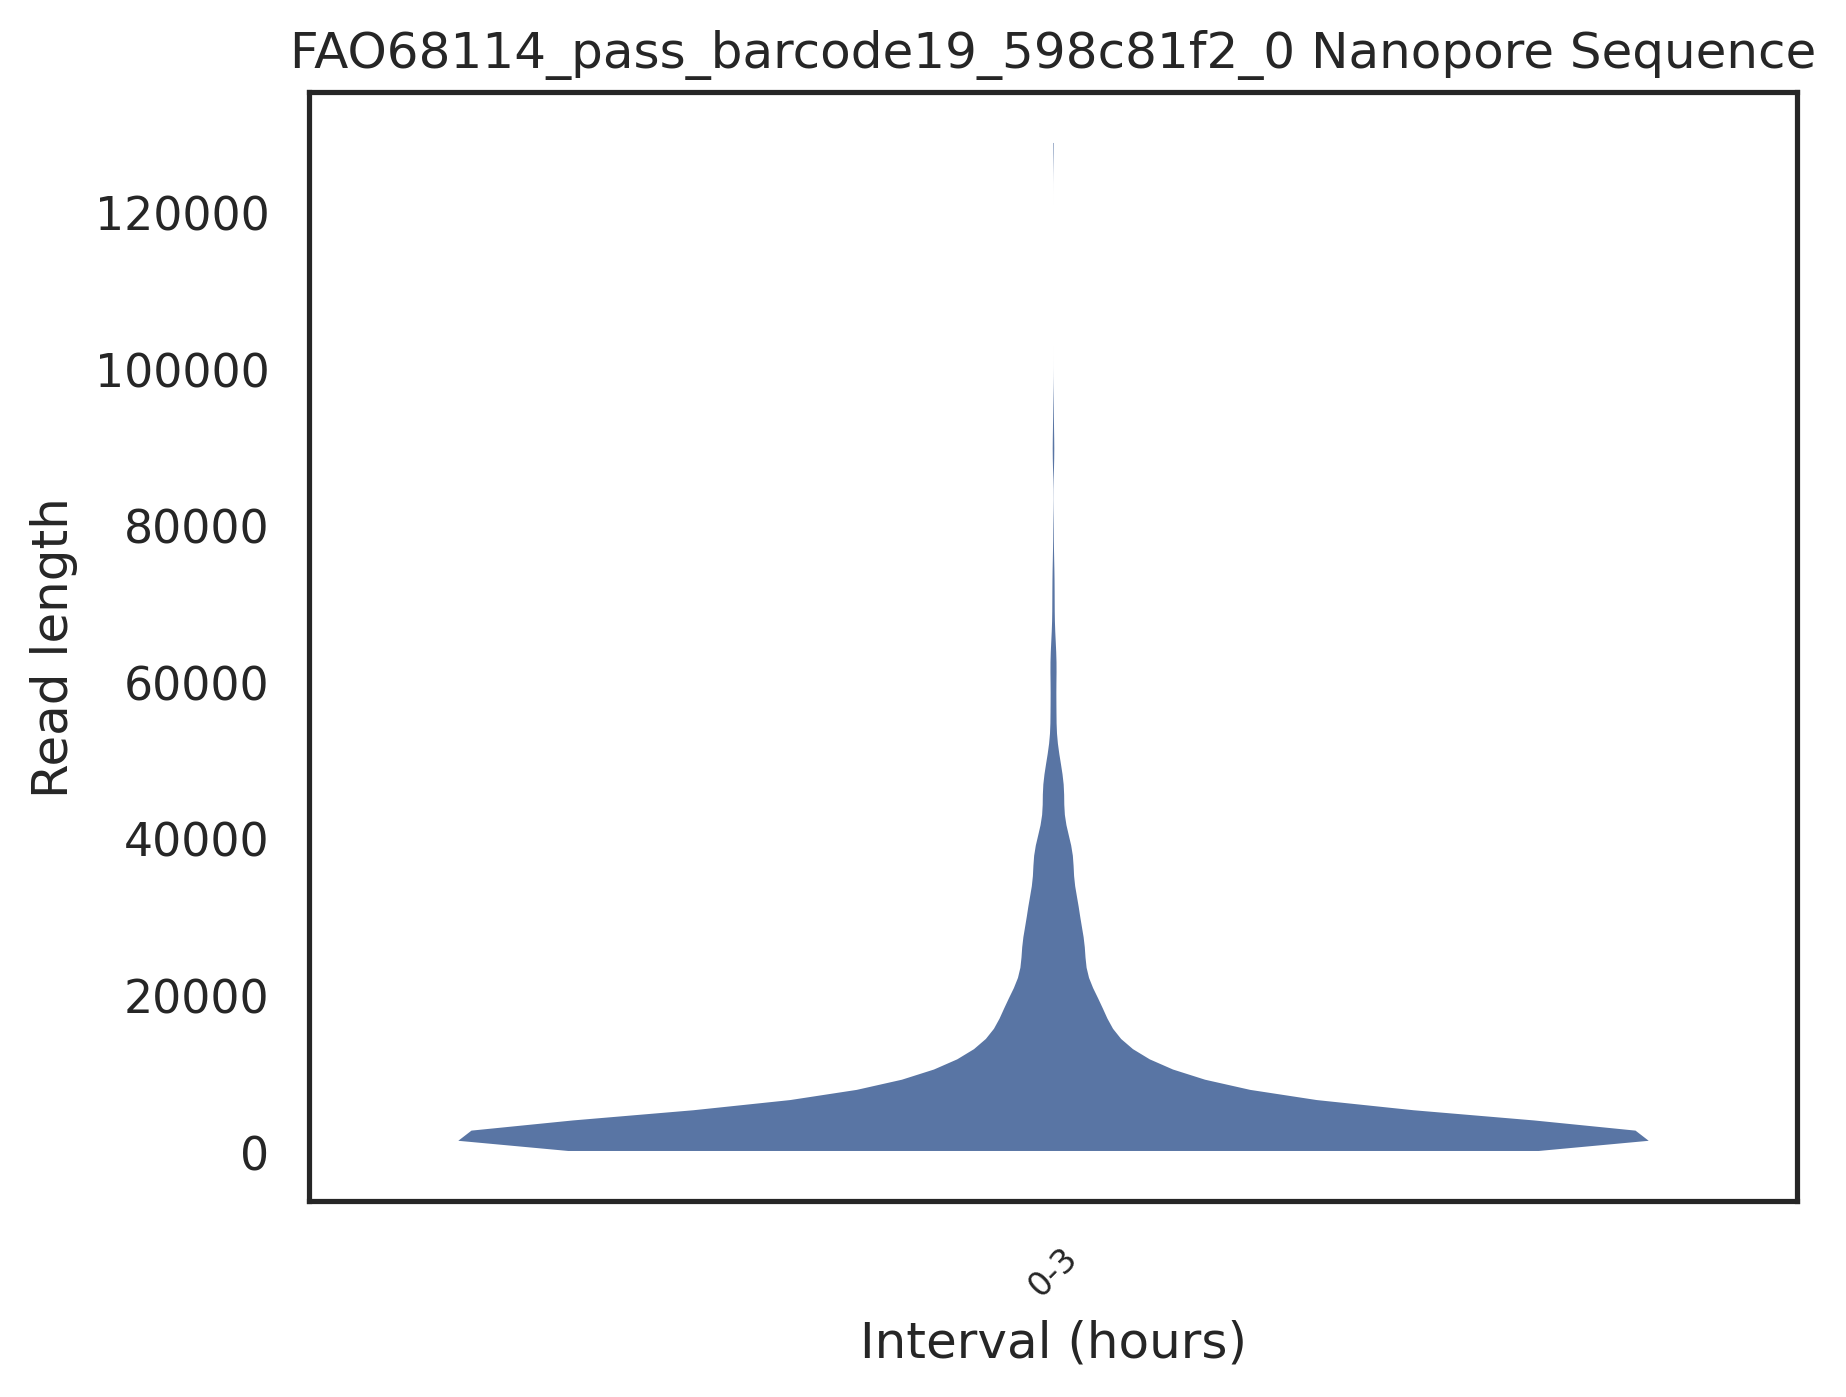 FAO68114_pass_barcode19_598c81f2_0 Nanopore Sequence
Read length
120000
100000
80000
60000
40000
20000
0
0-3
Interval (hours)